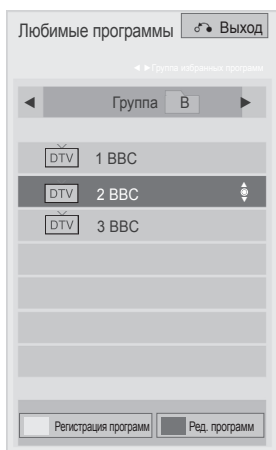 Любимые программы Выход
◄ ►Группа избранных программ
◄ Группа B ►
DTV 1 BBC
DTV 2 BBC
DTV 3 BBC
Регистрация программ Ред. программ